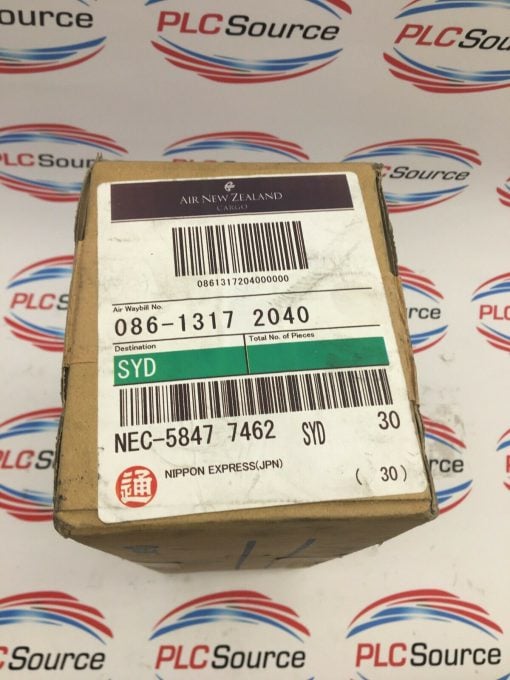 PLCSource
PLCSource
PLCSource
PLCSource
AIR NEW ZEALAND
CARGO
0861317204000000
Air Waybill No.
086-1317 2040
Destination
Total No. of Pieces
SYD
NEC-5847 7462 SYD 30
通 NIPPON EXPRESS(JPN)
( 30)
PLCSource
PLCSource
PLCSource